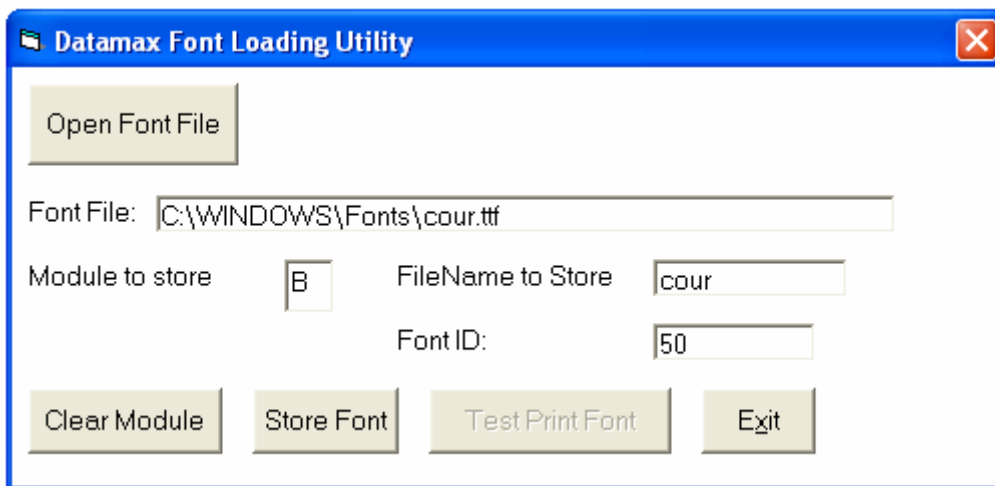 Datamax Font Loading Utility
Open Font File
Font File: C:\WINDOWS\Fonts\cour.ttf
Module to store B FileName to Store cour
Font ID: 50
Clear Module Store Font Test Print Font Exit